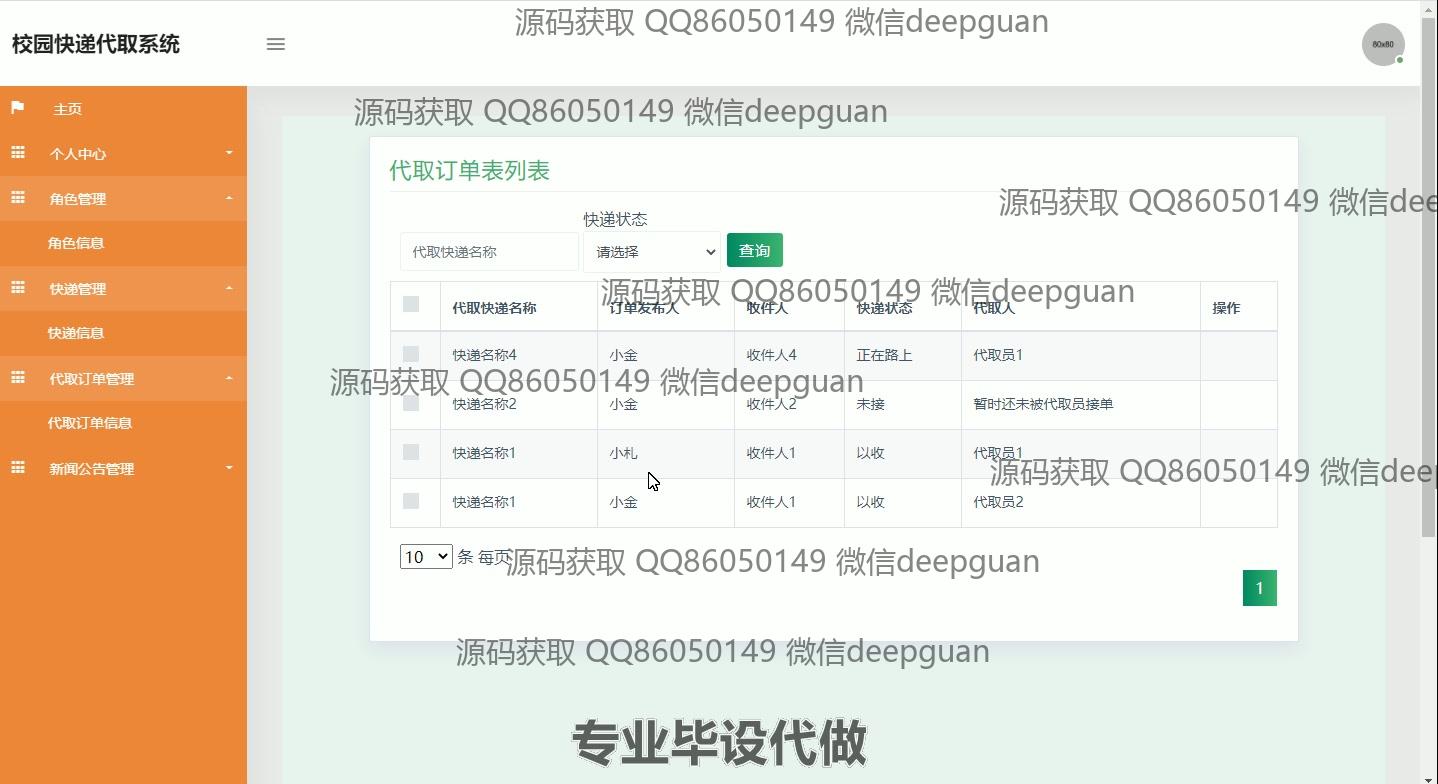 源码获取 QQ86050149 微信deepguan
校园快递代取系统
60x60
源码获取 QQ86050149 微信deepguan
主页
个人中心
代取订单表列表
角色管理
源码获取 QQ86050149 微信dee
快递状态
角色信息
代取快递名称 请选择 查询
快递管理
源码获取 QQ86050149 微信deepguan
代取快递名称 订单发布人 收件人 快递状态 代取人 操作
快递信息
快递名称4 小金 收件人4 正在路上 代取员1
代取订单管理
源码获取 QQ86050149 微信deepguan
快递名称2 小金 收件人2 未接 暂时还未被代取员接单
代取订单信息
快递名称1 小札 收件人1 以收 代取员1
新闻公告管理
源码获取 QQ86050149 微信deep
快递名称1 小金 收件人1 以收 代取员2
10 条 每页
源码获取 QQ86050149 微信deepguan
1
源码获取 QQ86050149 微信deepguan
专业毕设代做